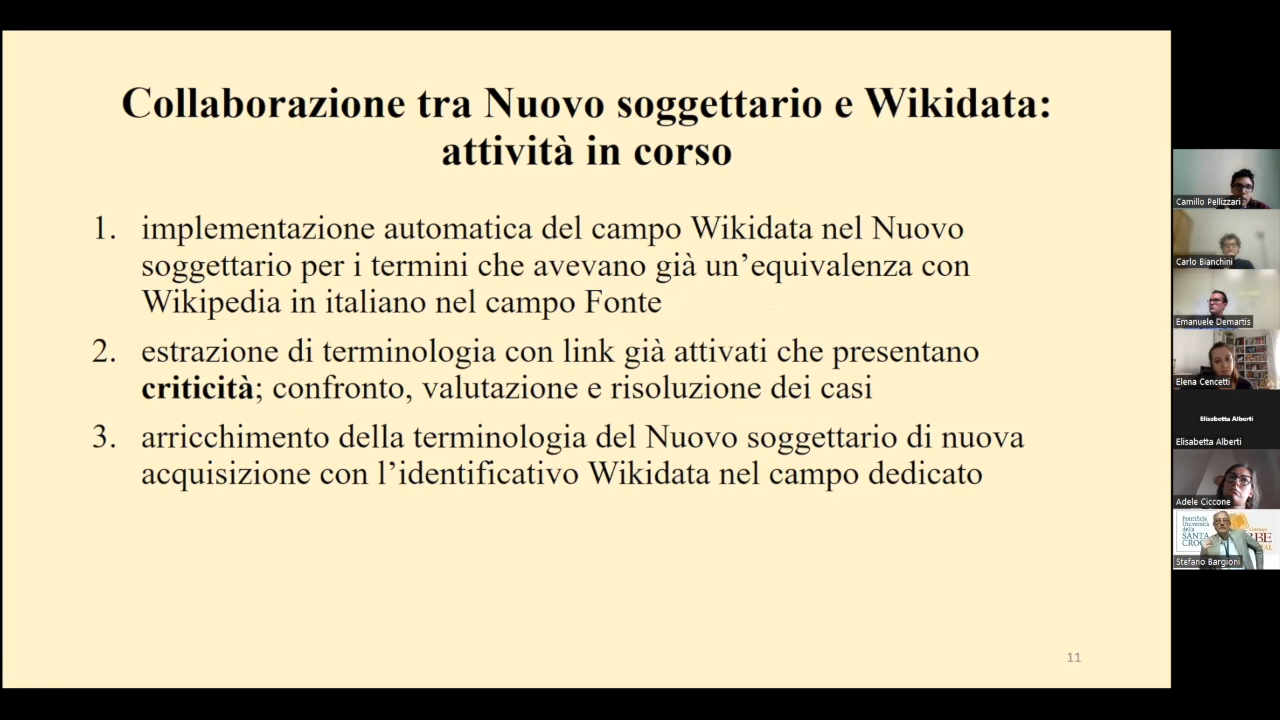 Collaborazione tra Nuovo soggettario e Wikidata:
attività in corso
1. implementazione automatica del campo Wikidata nel Nuovo
soggettario per i termini che avevano già un’equivalenza con
Wikipedia in italiano nel campo Fonte
2. estrazione di terminologia con link già attivati che presentano
criticità; confronto, valutazione e risoluzione dei casi
3. arricchimento della terminologia del Nuovo soggettario di nuova
acquisizione con l’identificativo Wikidata nel campo dedicato
11
Camillo Pellizzari
Carlo Bianchini
Emanuele Demartis
Elena Cencetti
Elisabetta Alberti
Elisabetta Alberti
Adele Ciccone
Pontificia
Università
della
SANTA
Stefano Bargioni